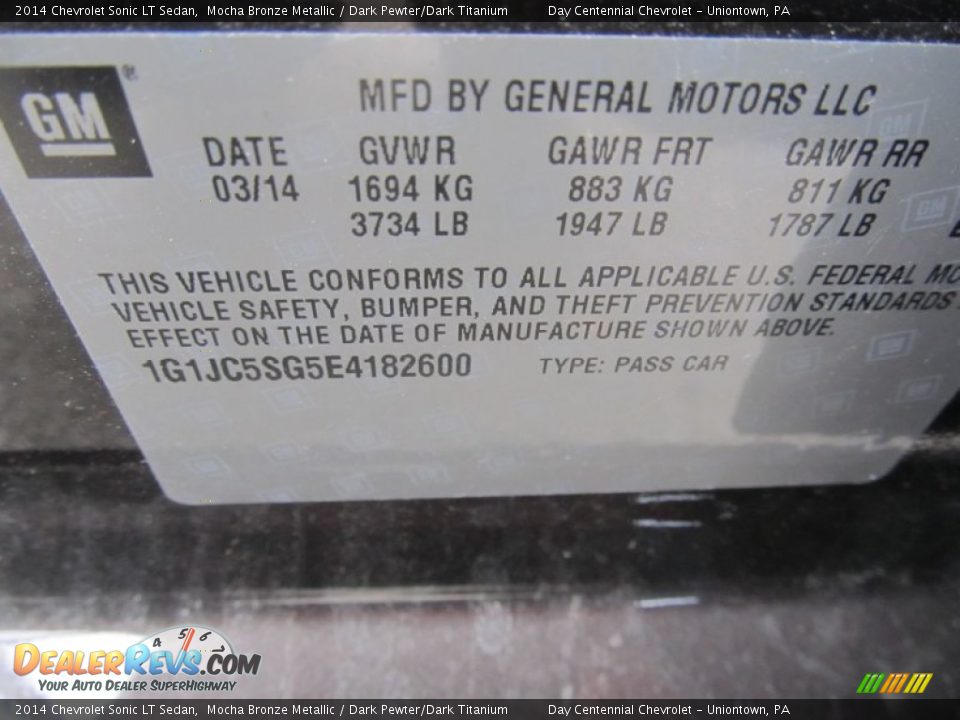 2014 Chevrolet Sonic LT Sedan,  Mocha Bronze Metallic / Dark Pewter/Dark Titanium  Day Centennial Chevrolet - Uniontown, PA
GM ®
MFD BY GENERAL MOTORS LLC
DATE GVWR GAWR FRT GAWR RR
03/14 1694 KG 883 KG 811 KG
3734 LB 1947 LB 1787 LB
THIS VEHICLE CONFORMS TO ALL APPLICABLE U.S. FEDERAL MO
VEHICLE SAFETY, BUMPER, AND THEFT PREVENTION STANDARDS
EFFECT ON THE DATE OF MANUFACTURE SHOWN ABOVE.
1G1JC5SG5E4182600 TYPE: PASS CAR
4 5 6
DealerRevs.com
Your Auto Dealer SuperHighway
2014 Chevrolet Sonic LT Sedan,  Mocha Bronze Metallic / Dark Pewter/Dark Titanium  Day Centennial Chevrolet - Uniontown, PA